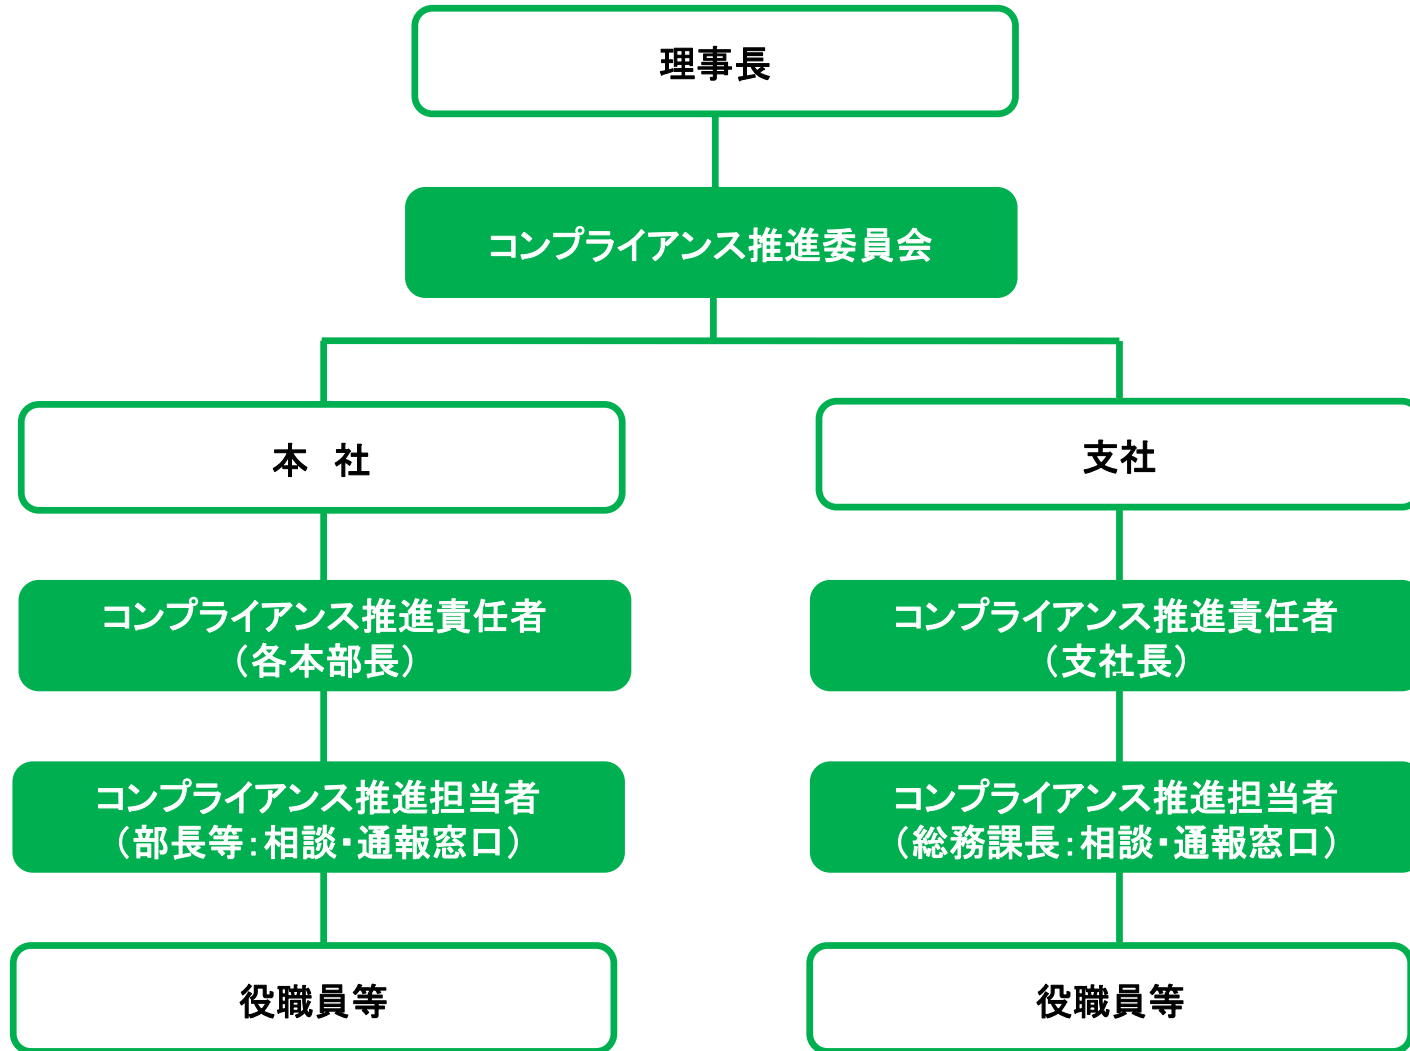 理事長
コンプライアンス推進委員会
本　社
支社
コンプライアンス推進責任者
（各本部長）
コンプライアンス推進責任者
（支社長）
コンプライアンス推進担当者
（部長等：相談・通報窓口）
コンプライアンス推進担当者
（総務課長：相談・通報窓口）
役職員等
役職員等